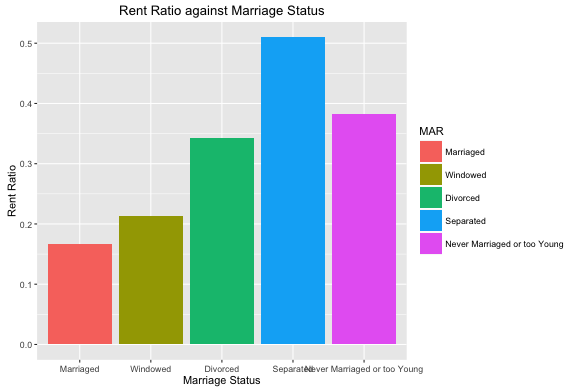 Rent Ratio against Marriage Status
Rent Ratio
0.5
0.4
0.3
0.2
0.1
0.0
Marriaged Windowed Divorced Separated Never Marriaged or too Young
Marriage Status
MAR
Marriaged
Windowed
Divorced
Separated
Never Marriaged or too Young